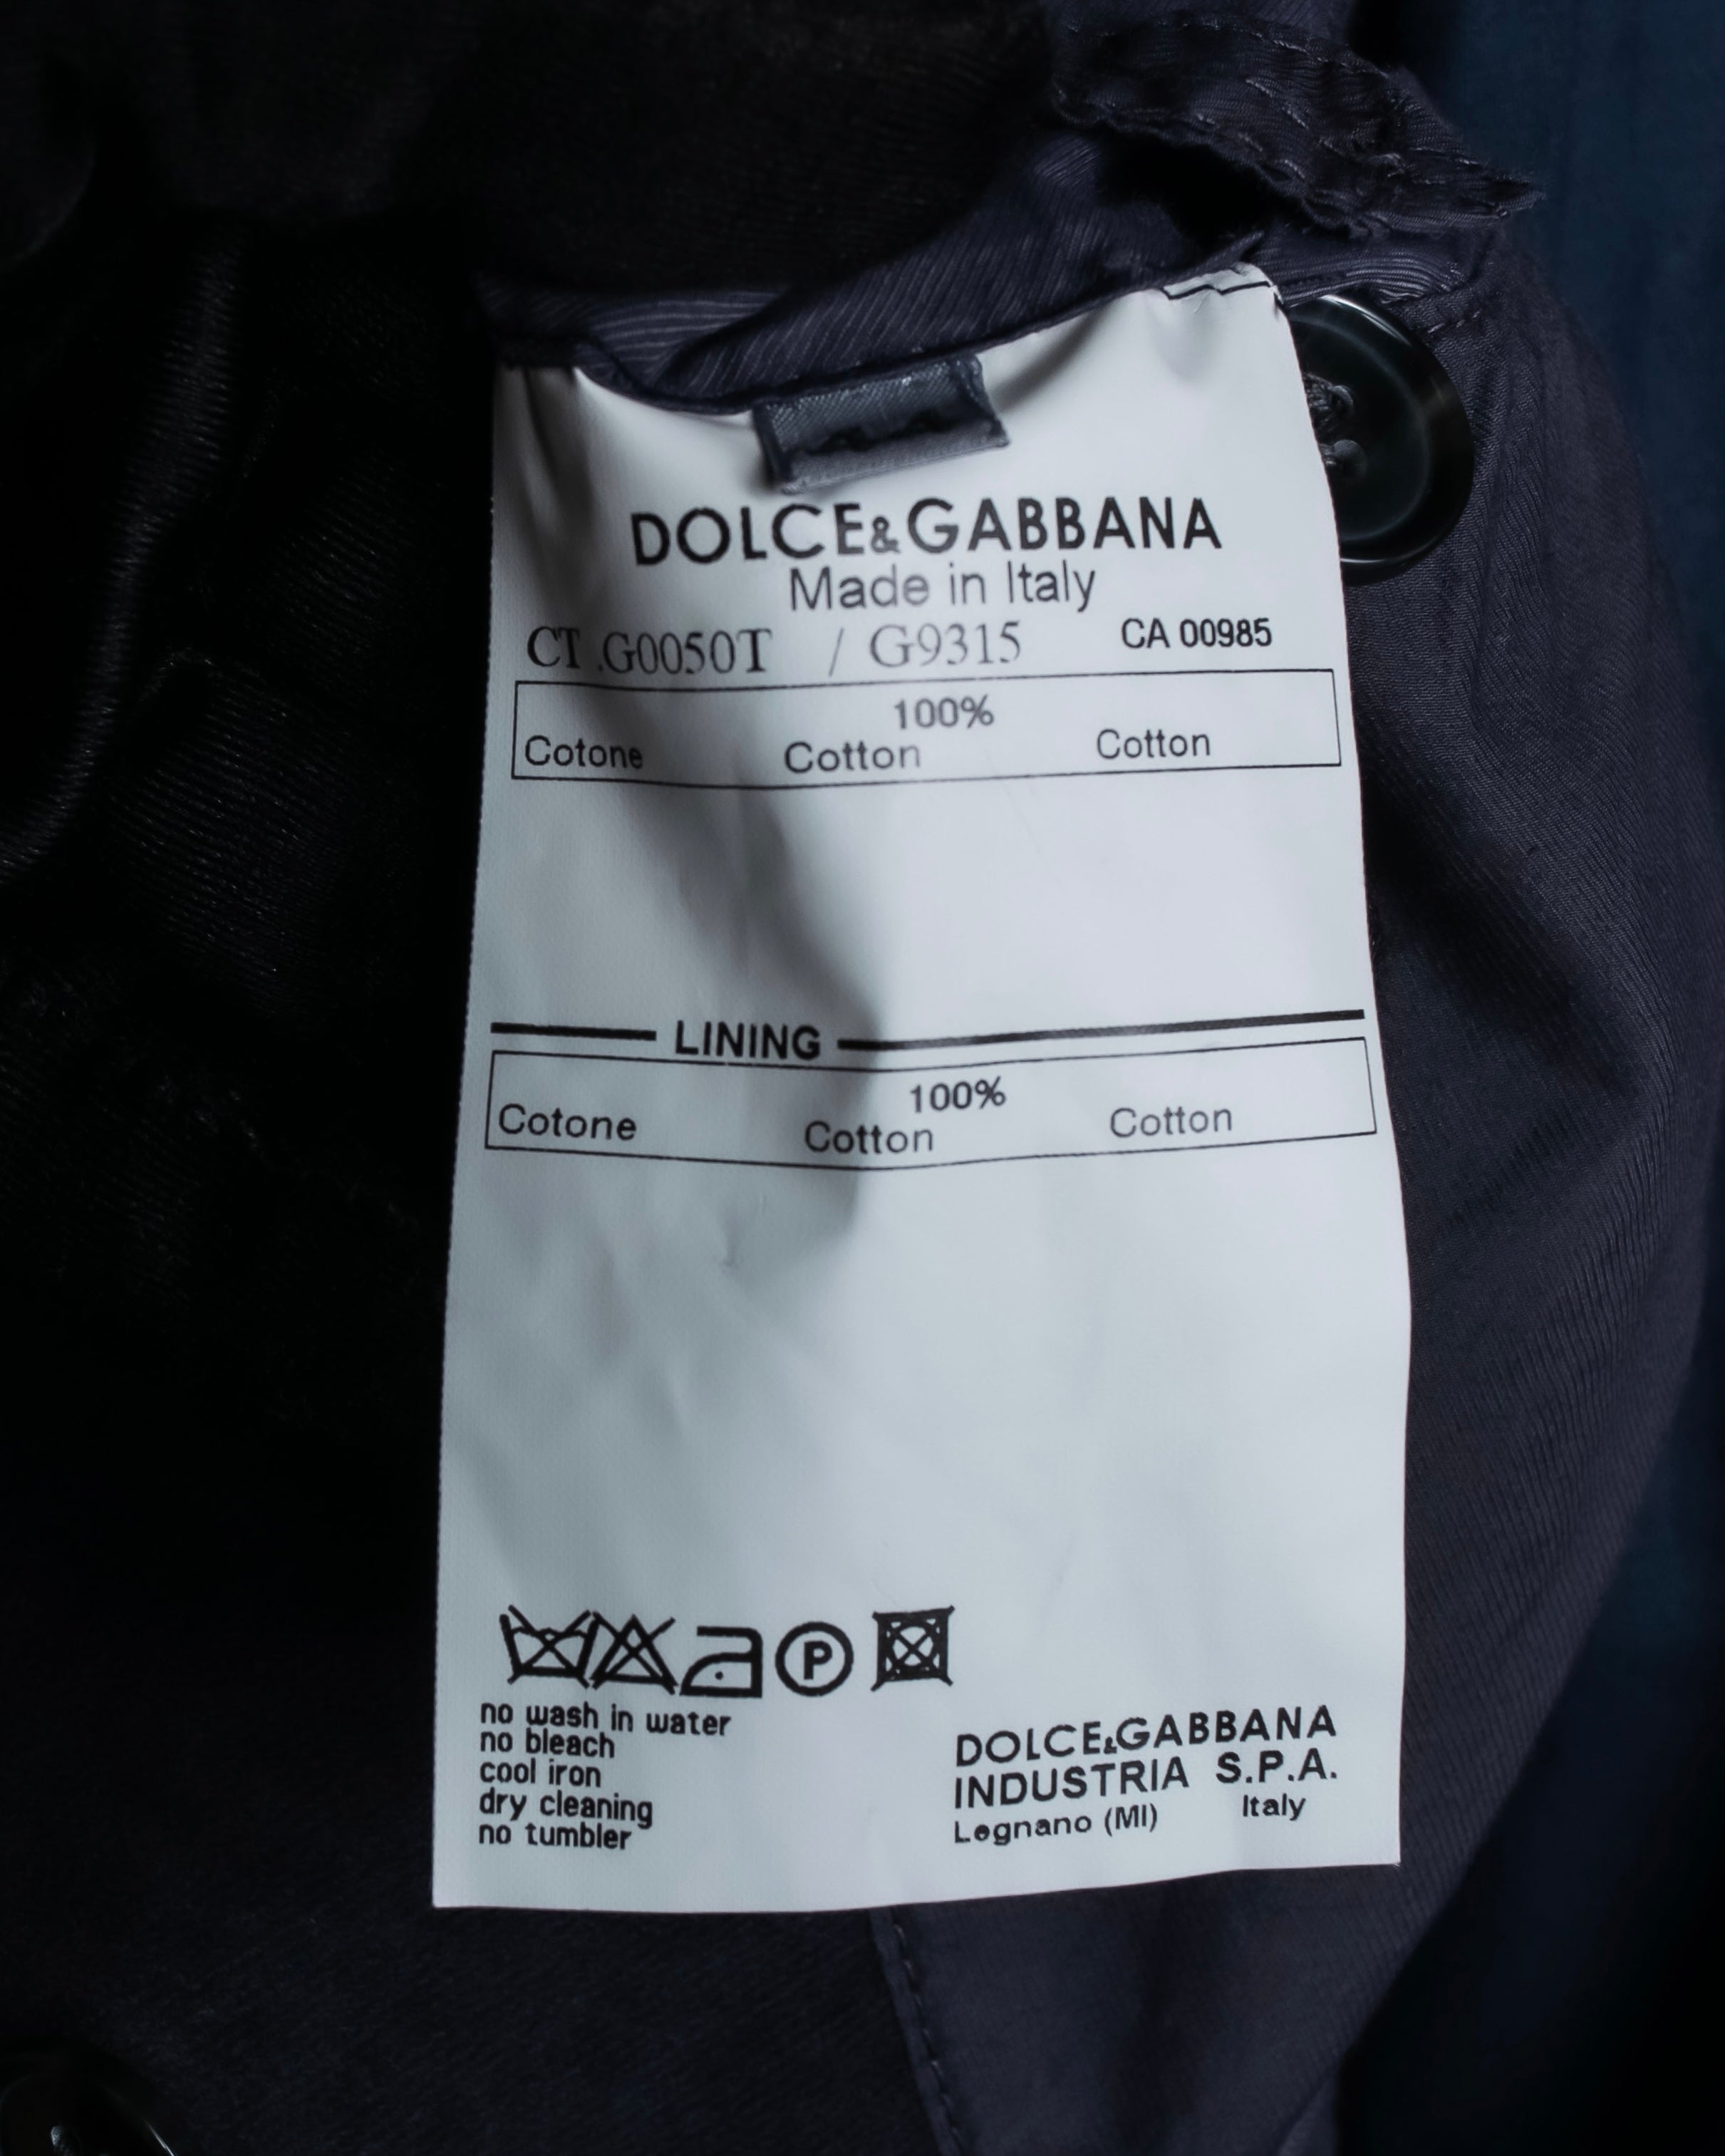 DOLCE&GABBANA
Made in Italy
CT .G0050T / G9315 CA 00985
100%
Cotone Cotton Cotton
LINING
100%
Cotone Cotton Cotton
P
no wash in water
no bleach
cool iron
dry cleaning
no tumbler
DOLCE&GABBANA
INDUSTRIA S.P.A.
Legnano (MI) Italy